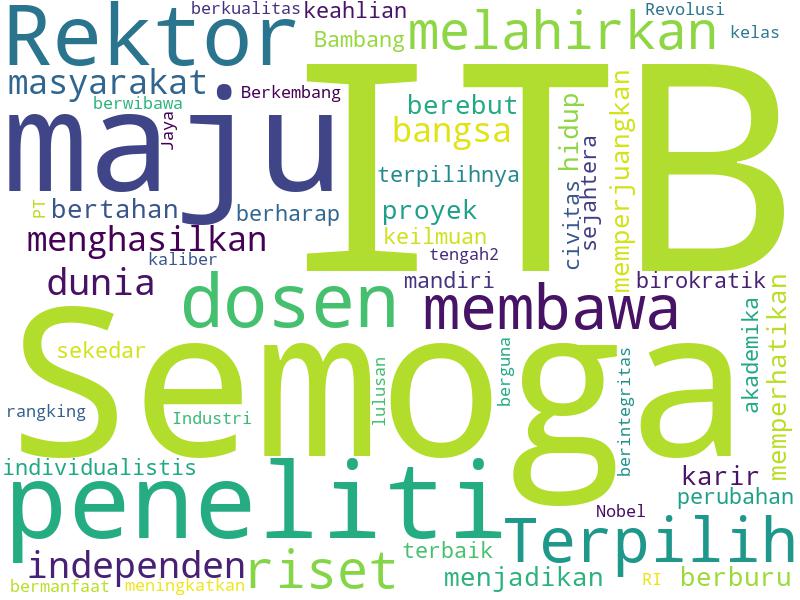 berkualitas
keahlian
Revolusi
Rektor
Bambang
melahirkan
kelas
masyarakat
ITB
berwibawa
Berkembang
maju
Jaya
berebut
hidup
memperjuangkan
bangsa
sejahtera
terpilihnya
civitas
PT
bertahan
berharap
proyek
menghasilkan
keilmuan
kaliber
tengah2
dunia
dosen
mandiri
birokratik
membawa
akademika
memperhatikan
Semoga
sekedar
lulusan
berguna
berintegritas
rangking
Industri
individualistis
peneliti
karir
perubahan
Nobel
Terpilih
independen
riset
terbaik
menjadikan
RI
berburu
bermanfaat
meningkatkan